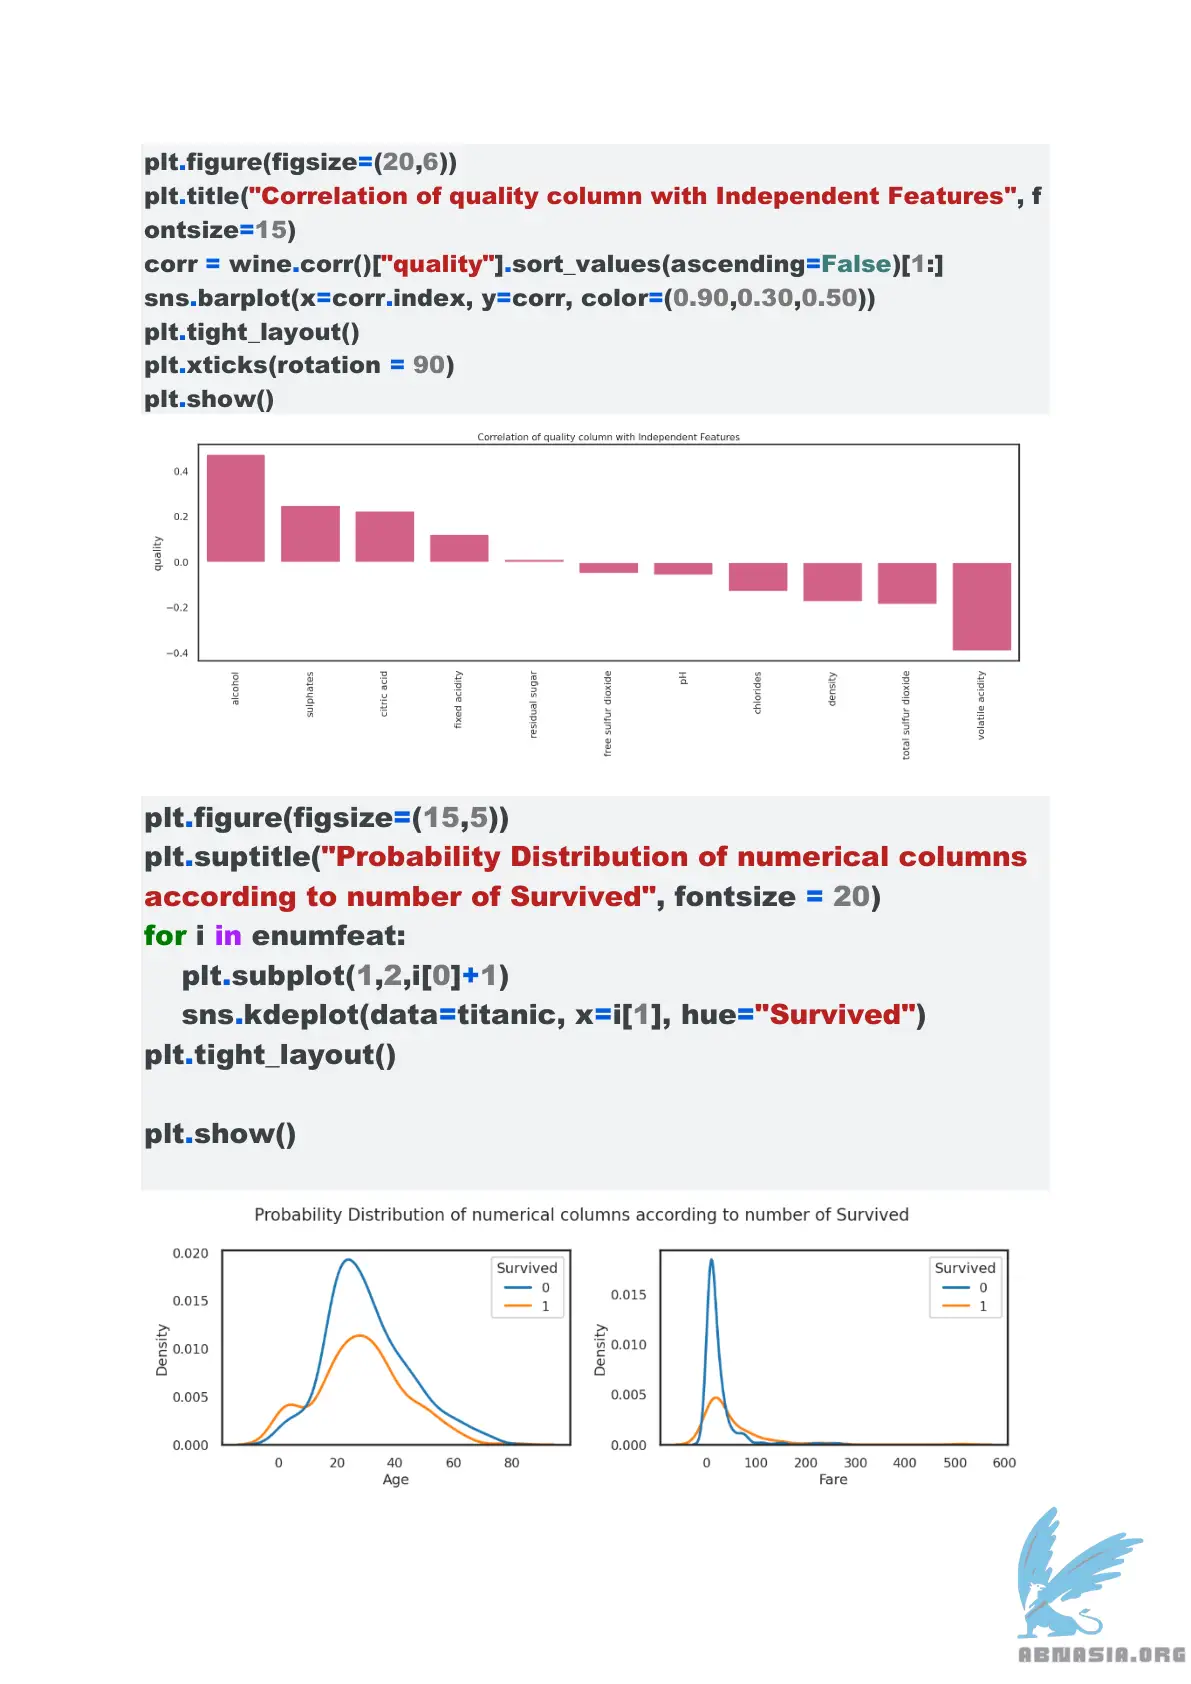 plt.figure(figsize=(20,6))
plt.title("Correlation of quality column with Independent Features", f
ontsize=15)
corr = wine.corr()["quality"].sort_values(ascending=False)[1:]
sns.barplot(x=corr.index, y=corr, color=(0.90,0.30,0.50))
plt.tight_layout()
plt.xticks(rotation = 90)
plt.show()
Correlation of quality column with Independent Features
0.4
0.2
0.0
−0.2
−0.4
quality
alcohol
sulphates
citric acid
fixed acidity
residual sugar
free sulfur dioxide
pH
chlorides
density
total sulfur dioxide
volatile acidity
plt.figure(figsize=(15,5))
plt.suptitle("Probability Distribution of numerical columns
according to number of Survived", fontsize = 20)
for i in enumfeat:
    plt.subplot(1,2,i[0]+1)
    sns.kdeplot(data=titanic, x=i[1], hue="Survived")
plt.tight_layout()
plt.show()
Probability Distribution of numerical columns according to number of Survived
0.020
0.015
0.010
0.005
0.000
Density
Survived
0
1
0 20 40 60 80
Age
0.015
0.010
0.005
0.000
Density
Survived
0
1
0 100 200 300 400 500 600
Fare
ABNASIA.ORG